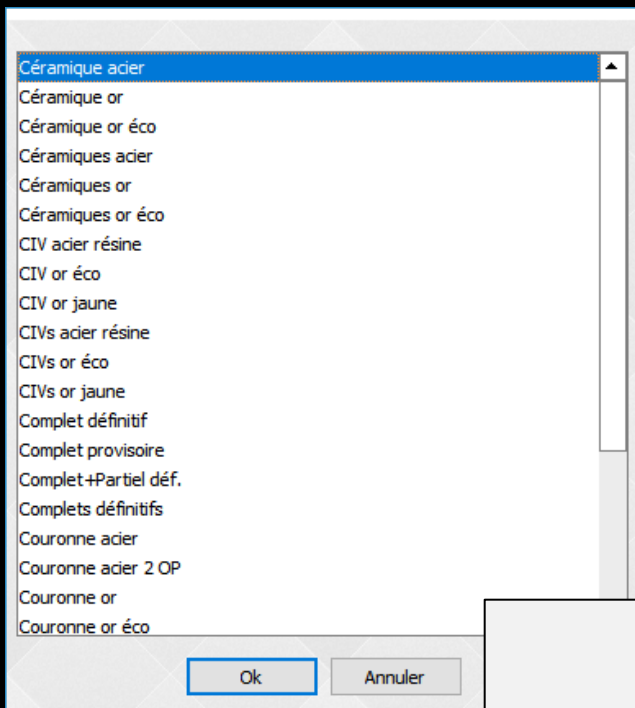 Céramique acier
Céramique or
Céramique or éco
Céramiques acier
Céramiques or
Céramiques or éco
CIV acier résine
CIV or éco
CIV or jaune
CIVs acier résine
CIVs or éco
CIVs or jaune
Complet définitif
Complet provisoire
Complet+Partiel déf.
Complets définitifs
Couronne acier
Couronne acier 2 OP
Couronne or
Couronne or éco
Ok Annuler